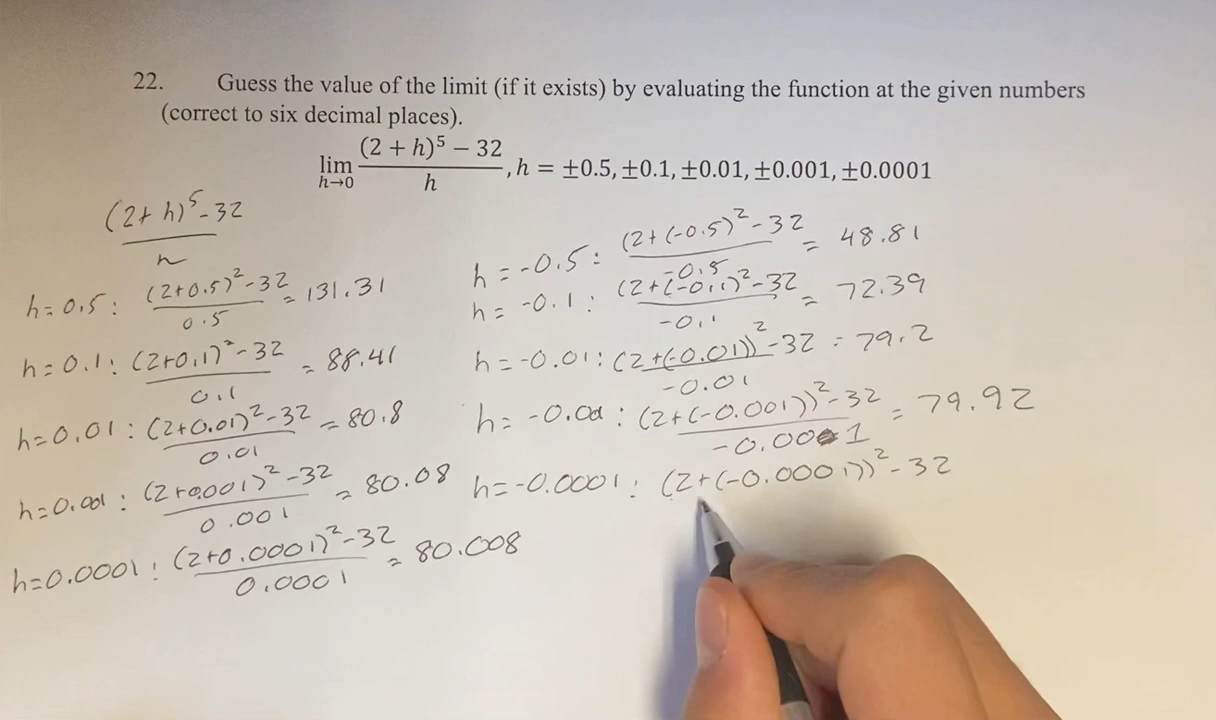 22. Guess the value of the limit (if it exists) by evaluating the function at the given numbers
(correct to six decimal places).
lim h→0 (2 + h)^5 − 32 / h , h = ±0.5, ±0.1, ±0.01, ±0.001, ±0.0001
(2+h)^5-32 / h
h=0.5: (2+0.5)^2-32 / 0.5 = 131.31
h=0.1: (2+0.1)^2-32 / 0.1 = 88.41
h=0.01: (2+0.01)^2-32 / 0.01 = 80.8
h=0.001: (2+0.001)^2-32 / 0.001 = 80.08
h=0.0001: (2+0.0001)^2-32 / 0.0001 = 80.008
h=-0.5: (2+(-0.5)^2-32 / -0.5 = 48.81
h=-0.1: (2+(-0.1)^2-32 / -0.1 = 72.39
h=-0.01: (2+(-0.01))^2-32 / -0.01 = 79.2
h=-0.001: (2+(-0.001))^2-32 / -0.001 = 79.92
h=-0.0001: (2+(-0.0001))^2-32